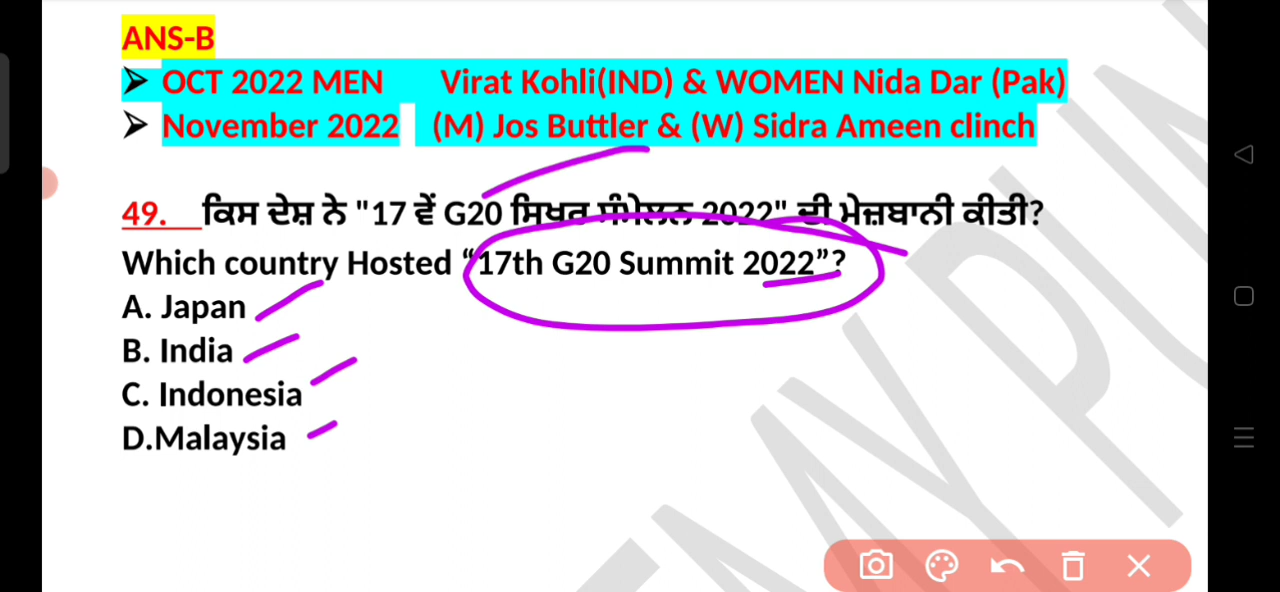 ANS-B
➢ OCT 2022 MEN Virat Kohli(IND) & WOMEN Nida Dar (Pak)
➢ November 2022 (M) Jos Buttler & (W) Sidra Ameen clinch
49. ਕਿਸ ਦੇਸ਼ ਨੇ "17 ਵੇਂ G20 ਸਿਖਰ ਸੰਮੇਲਨ 2022" ਦੀ ਮੇਜ਼ਬਾਨੀ ਕੀਤੀ?
Which country Hosted “17th G20 Summit 2022”?
A. Japan
B. India
C. Indonesia
D.Malaysia